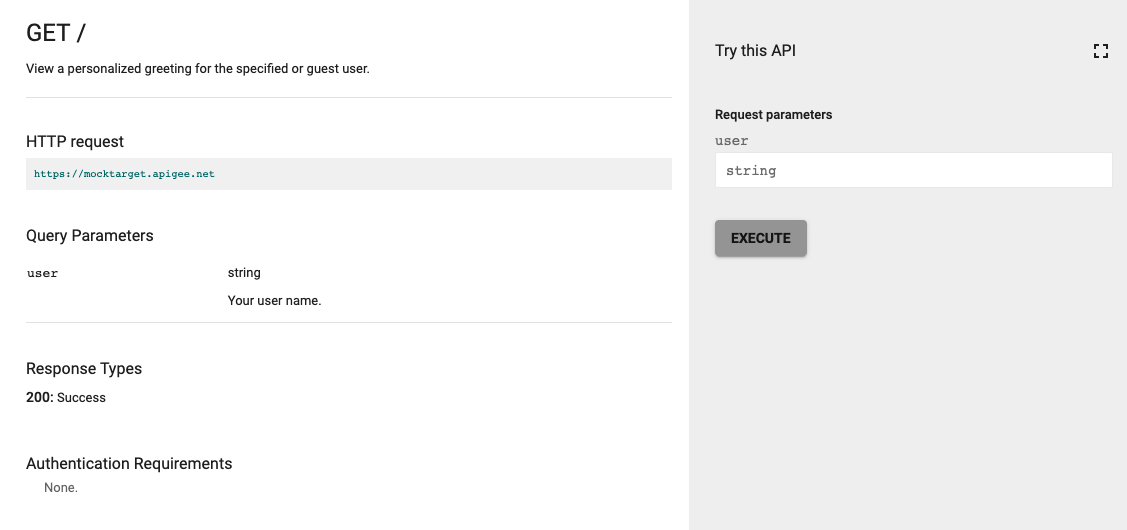 GET /
View a personalized greeting for the specified or guest user.
HTTP request
https://mocktarget.apigee.net
Query Parameters
user string
Your user name.
Response Types
200: Success
Authentication Requirements
None.
Try this API
Request parameters
user
string
EXECUTE